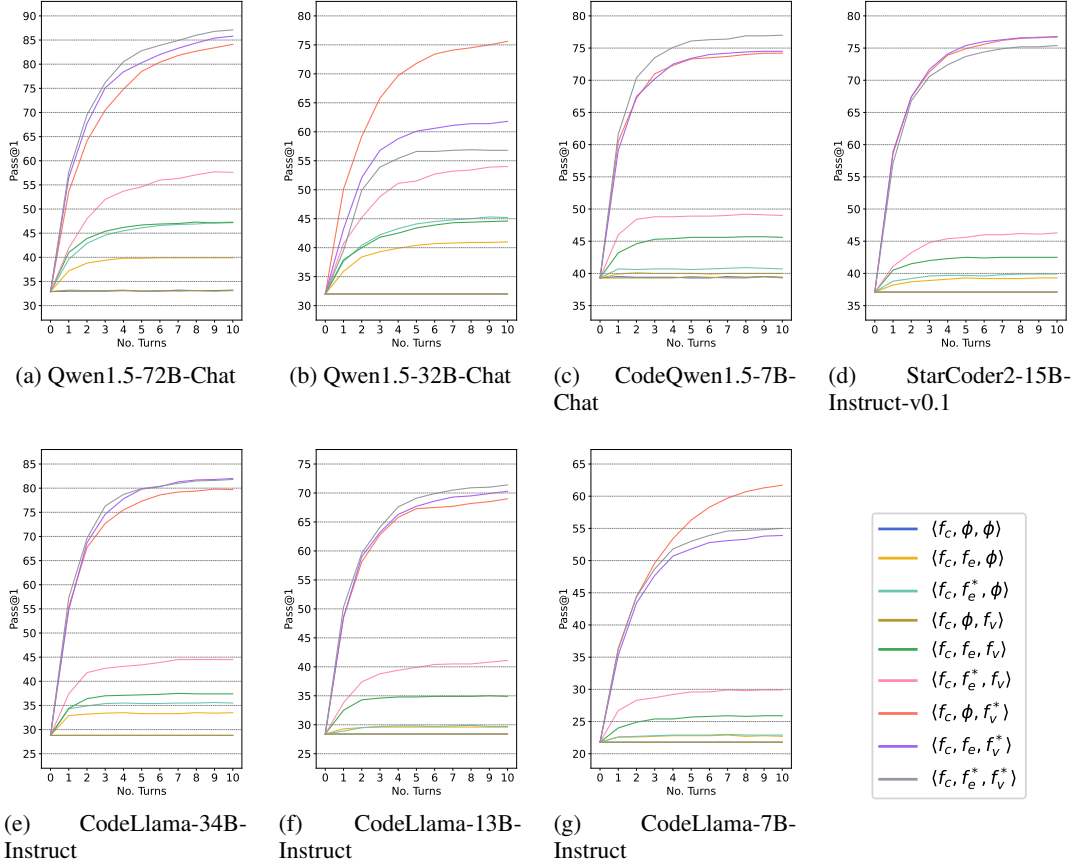 90
85
80
75
70
65
60
55
50
45
40
35
30
Pass@1
0 1 2 3 4 5 6 7 8 9 10
No. Turns
(a) Qwen1.5-72B-Chat
80
75
70
65
60
55
50
45
40
35
30
Pass@1
0 1 2 3 4 5 6 7 8 9 10
No. Turns
(b) Qwen1.5-32B-Chat
80
75
70
65
60
55
50
45
40
35
Pass@1
0 1 2 3 4 5 6 7 8 9 10
No. Turns
(c) CodeQwen1.5-7B-
Chat
80
75
70
65
60
55
50
45
40
35
Pass@1
0 1 2 3 4 5 6 7 8 9 10
No. Turns
(d) StarCoder2-15B-
Instruct-v0.1
85
80
75
70
65
60
55
50
45
40
35
30
25
Pass@1
0 1 2 3 4 5 6 7 8 9 10
No. Turns
(e) CodeLlama-34B-
Instruct
75
70
65
60
55
50
45
40
35
30
25
Pass@1
0 1 2 3 4 5 6 7 8 9 10
No. Turns
(f) CodeLlama-13B-
Instruct
65
60
55
50
45
40
35
30
25
20
Pass@1
0 1 2 3 4 5 6 7 8 9 10
No. Turns
(g) CodeLlama-7B-
Instruct
⟨f_c, ϕ, ϕ⟩
⟨f_c, f_e, ϕ⟩
⟨f_c, f_e^*, ϕ⟩
⟨f_c, ϕ, f_v⟩
⟨f_c, f_e, f_v⟩
⟨f_c, f_e^*, f_v⟩
⟨f_c, ϕ, f_v^*⟩
⟨f_c, f_e, f_v^*⟩
⟨f_c, f_e^*, f_v^*⟩